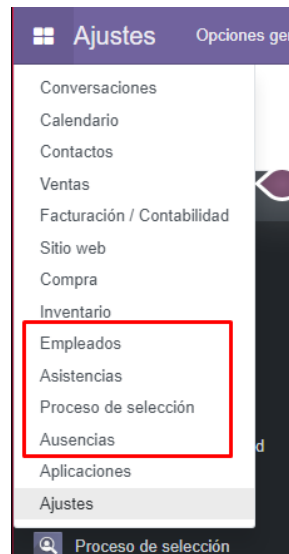 Ajustes Opciones ge
Conversaciones
Calendario
Contactos
Ventas
Facturación / Contabilidad
Sitio web
Compra
Inventario
Empleados
Asistencias
Proceso de selección
Ausencias
d
Aplicaciones
Ajustes
Proceso de selección